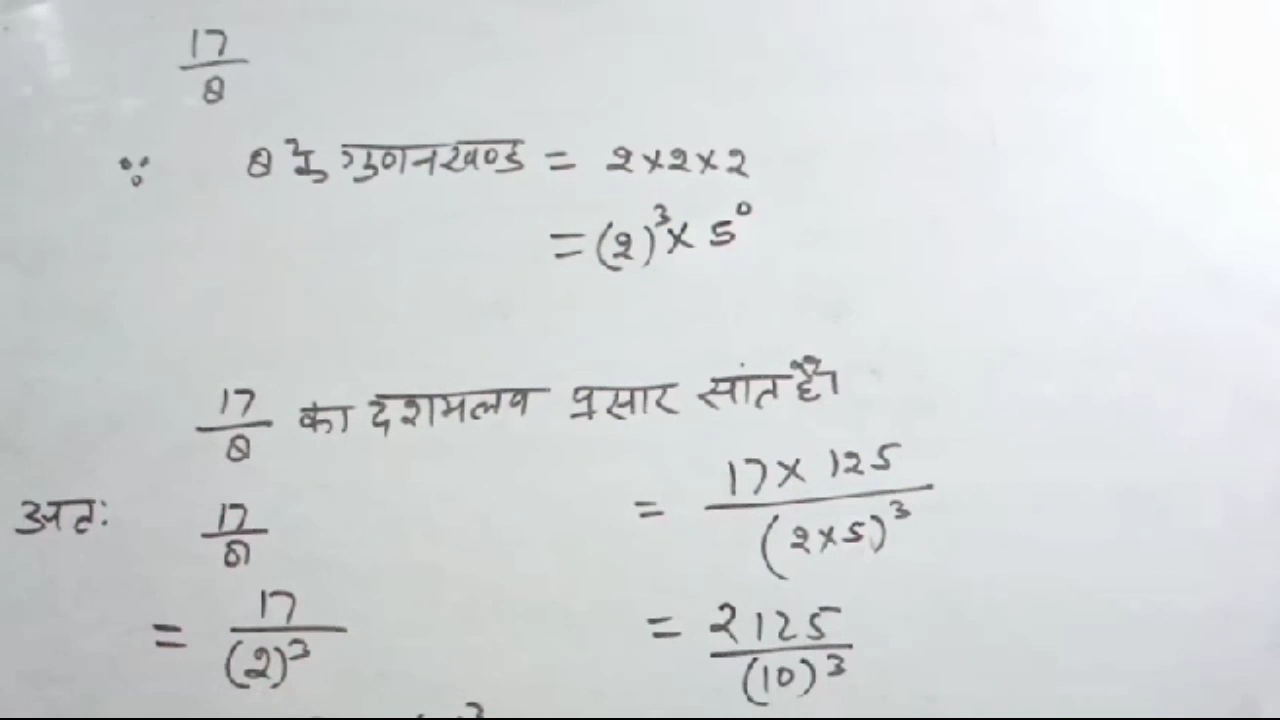 17/8
∵ 8 के गुणनखण्ड = 2×2×2
= (2)³× 5⁰
17/8 का दशमलव प्रसार सांत है।
अतः 17/8
= 17/(2)³
= 17× 125/(2×5)³
= 2125/(10)³